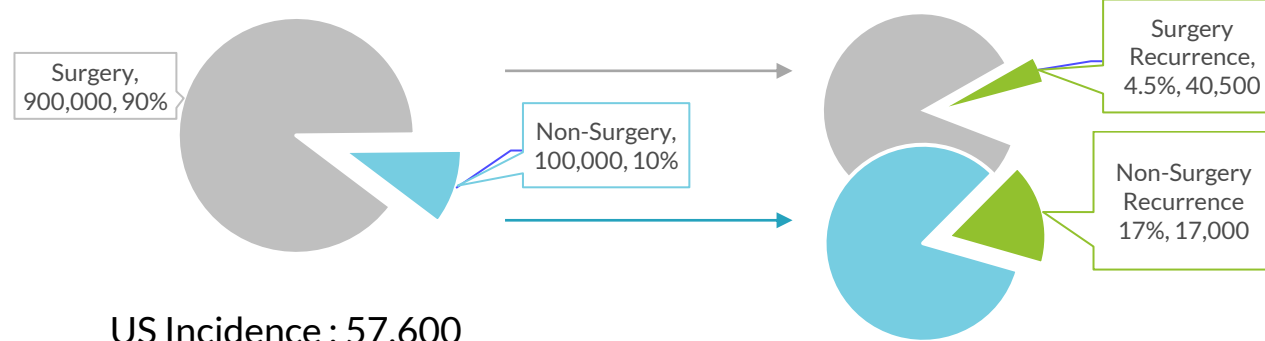 Surgery,
900,000, 90%
Non-Surgery,
100,000, 10%
Surgery
Recurrence,
4.5%, 40,500
Non-Surgery
Recurrence
17%, 17,000
US Incidence : 57,600